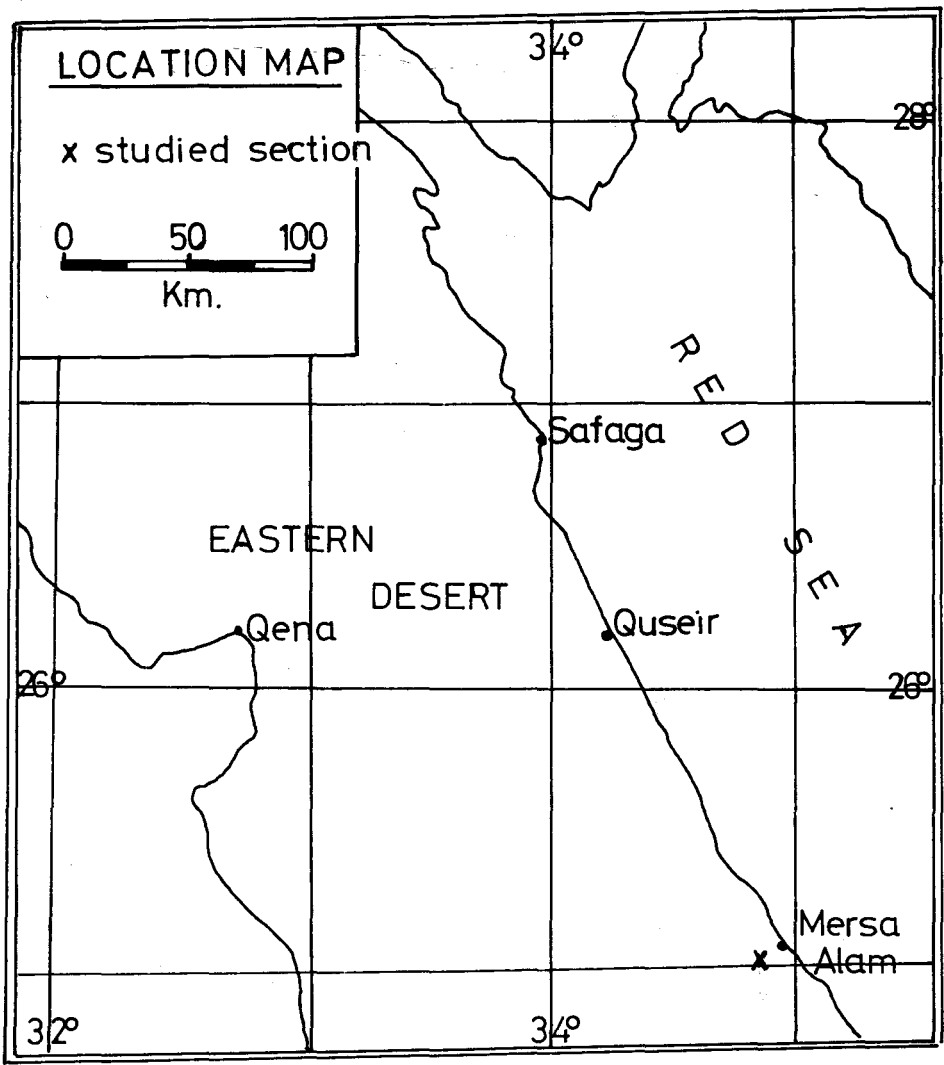 LOCATION MAP
x studied section
0 50 100
Km.
34°
28°
RED SEA
Safaga
EASTERN
DESERT
Qena
Quseir
26°
26°
Mersa
x Alam
32°
34°